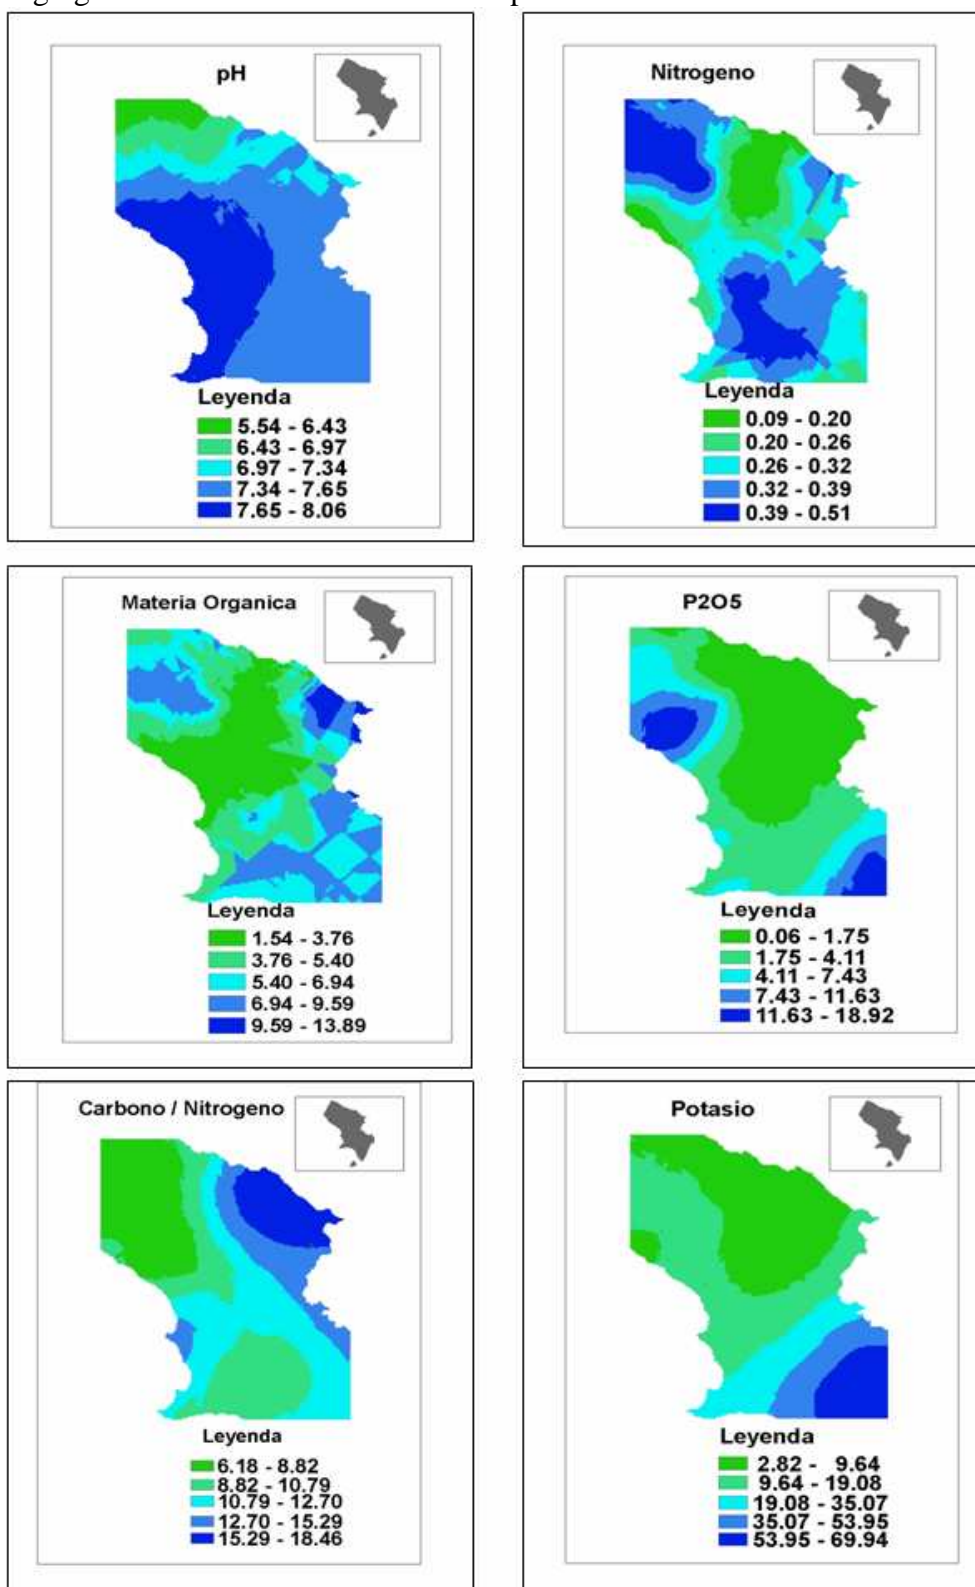 pH
Leyenda
5.54 - 6.43
6.43 - 6.97
6.97 - 7.34
7.34 - 7.65
7.65 - 8.06
Nitrogeno
Leyenda
0.09 - 0.20
0.20 - 0.26
0.26 - 0.32
0.32 - 0.39
0.39 - 0.51
Materia Organica
Leyenda
1.54 - 3.76
3.76 - 5.40
5.40 - 6.94
6.94 - 9.59
9.59 - 13.89
P2O5
Leyenda
0.06 - 1.75
1.75 - 4.11
4.11 - 7.43
7.43 - 11.63
11.63 - 18.92
Carbono / Nitrogeno
Leyenda
6.18 - 8.82
8.82 - 10.79
10.79 - 12.70
12.70 - 15.29
15.29 - 18.46
Potasio
Leyenda
2.82 - 9.64
9.64 - 19.08
19.08 - 35.07
35.07 - 53.95
53.95 - 69.94